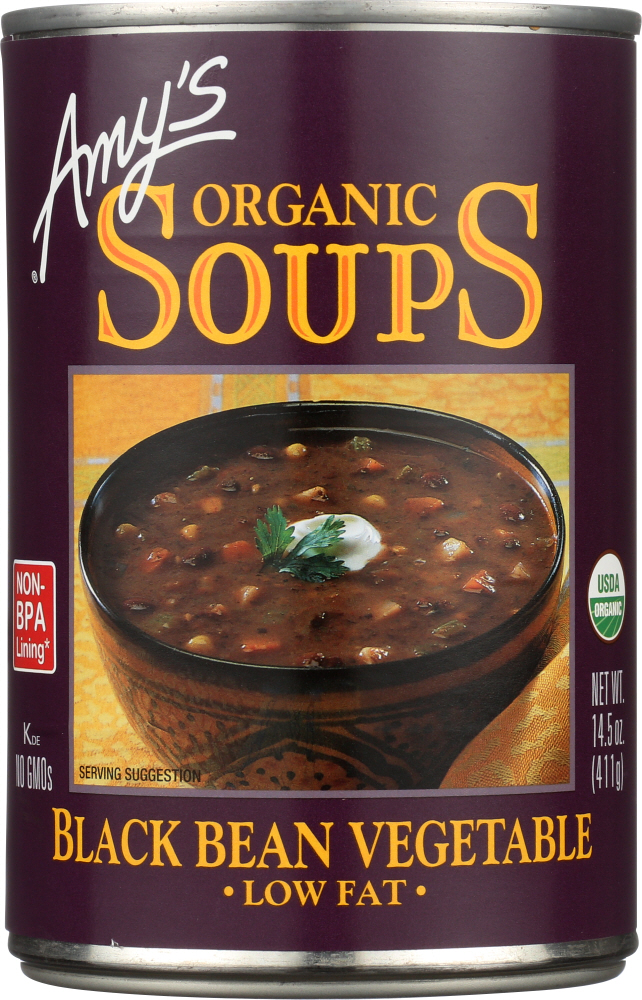 Amy's
®
ORGANIC
SOUPS
NON-
BPA
Lining*
USDA
ORGANIC
KDE
NO GMOs
NET WT.
14.5 oz.
(411g)
SERVING SUGGESTION
BLACK BEAN VEGETABLE
• LOW FAT •